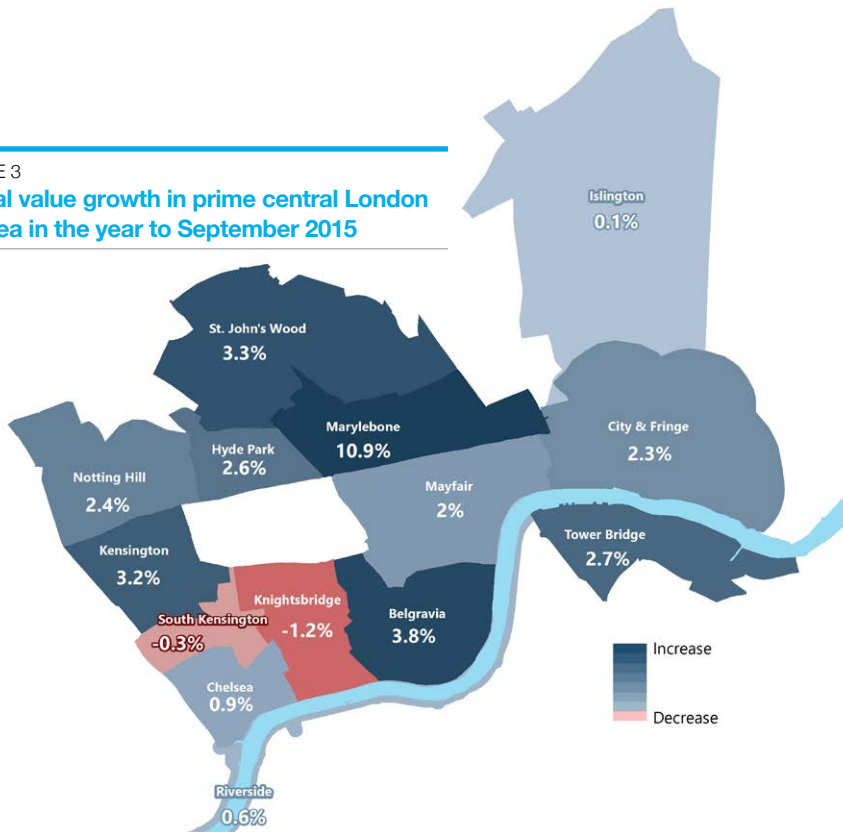 E 3
al value growth in prime central London
ea in the year to September 2015
Islington
0.1%
St. John's Wood
3.3%
Marylebone
10.9%
City & Fringe
2.3%
Hyde Park
2.6%
Notting Hill
2.4%
Mayfair
2%
Tower Bridge
2.7%
Kensington
3.2%
Knightsbridge
-1.2%
South Kensington
-0.3%
Belgravia
3.8%
Chelsea
0.9%
Riverside
0.6%
Increase
Decrease